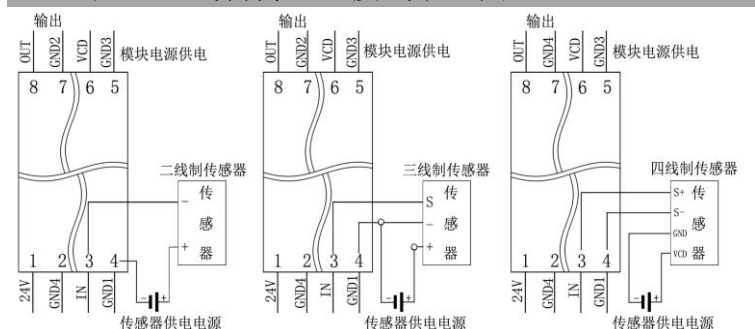 输出
OUT GND2 VCD GND3 模块电源供电
8 7 6 5
二线制传感器
- 传
感
+ 器
1 2 3 4
24V GND4 IN GND1
- +
传感器供电电源
输出
OUT GND2 VCD GND3 模块电源供电
8 7 6 5
三线制传感器
S 传
- 感
+ 器
1 2 3 4
24V GND4 IN GND1
- +
传感器供电电源
输出
OUT GND4 VCD GND3 模块电源供电
8 7 6 5
四线制传感器
S+ 传
S- 感
GND
VCD 器
1 2 3 4
24V GND4 IN GND1
- +
传感器供电电源